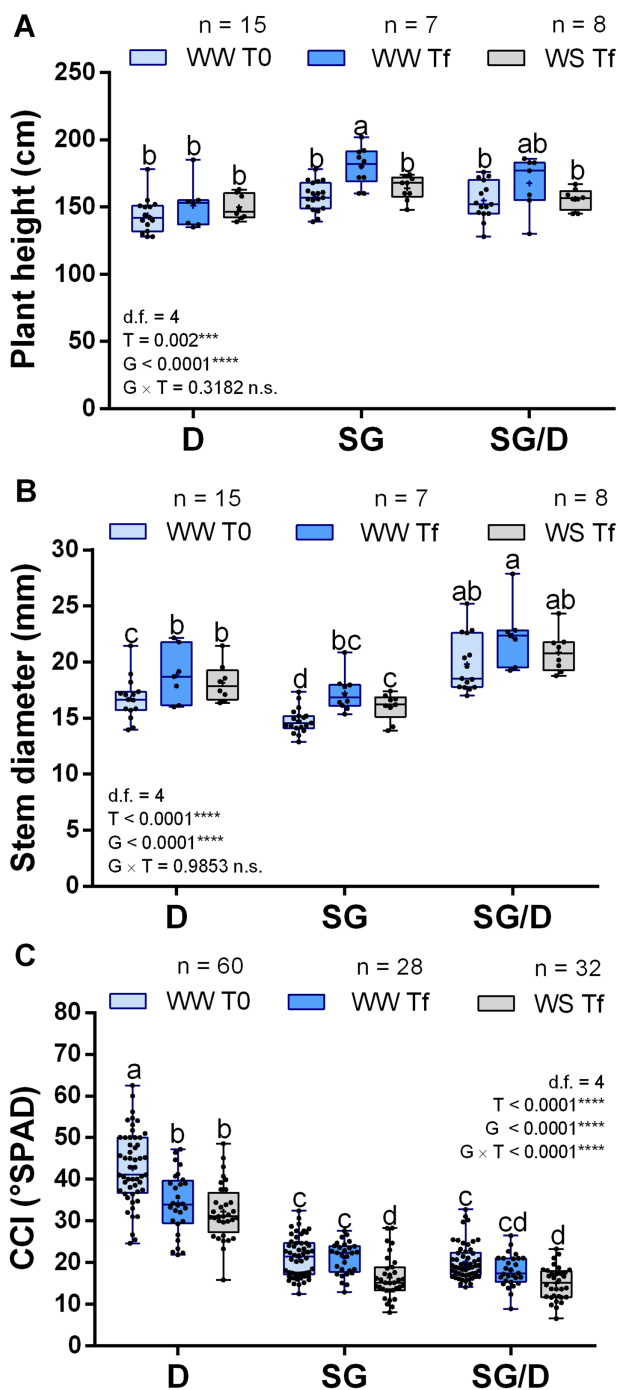 A
n = 15 n = 7 n = 8
WW T0 WW Tf WS Tf
Plant height (cm)
250
200
150
100
50
0
b b b b a b b ab b
d.f. = 4
T = 0.002***
G < 0.0001****
G × T = 0.3182 n.s.
D SG SG/D
B
n = 15 n = 7 n = 8
WW T0 WW Tf WS Tf
Stem diameter (mm)
30
25
20
15
10
5
0
c b b d bc c ab a ab
d.f. = 4
T < 0.0001****
G < 0.0001****
G × T = 0.9853 n.s.
D SG SG/D
C
n = 60 n = 28 n = 32
WW T0 WW Tf WS Tf
CCI (°SPAD)
80
70
60
50
40
30
20
10
0
a b b c c d c cd d
d.f. = 4
T < 0.0001****
G < 0.0001****
G × T < 0.0001****
D SG SG/D